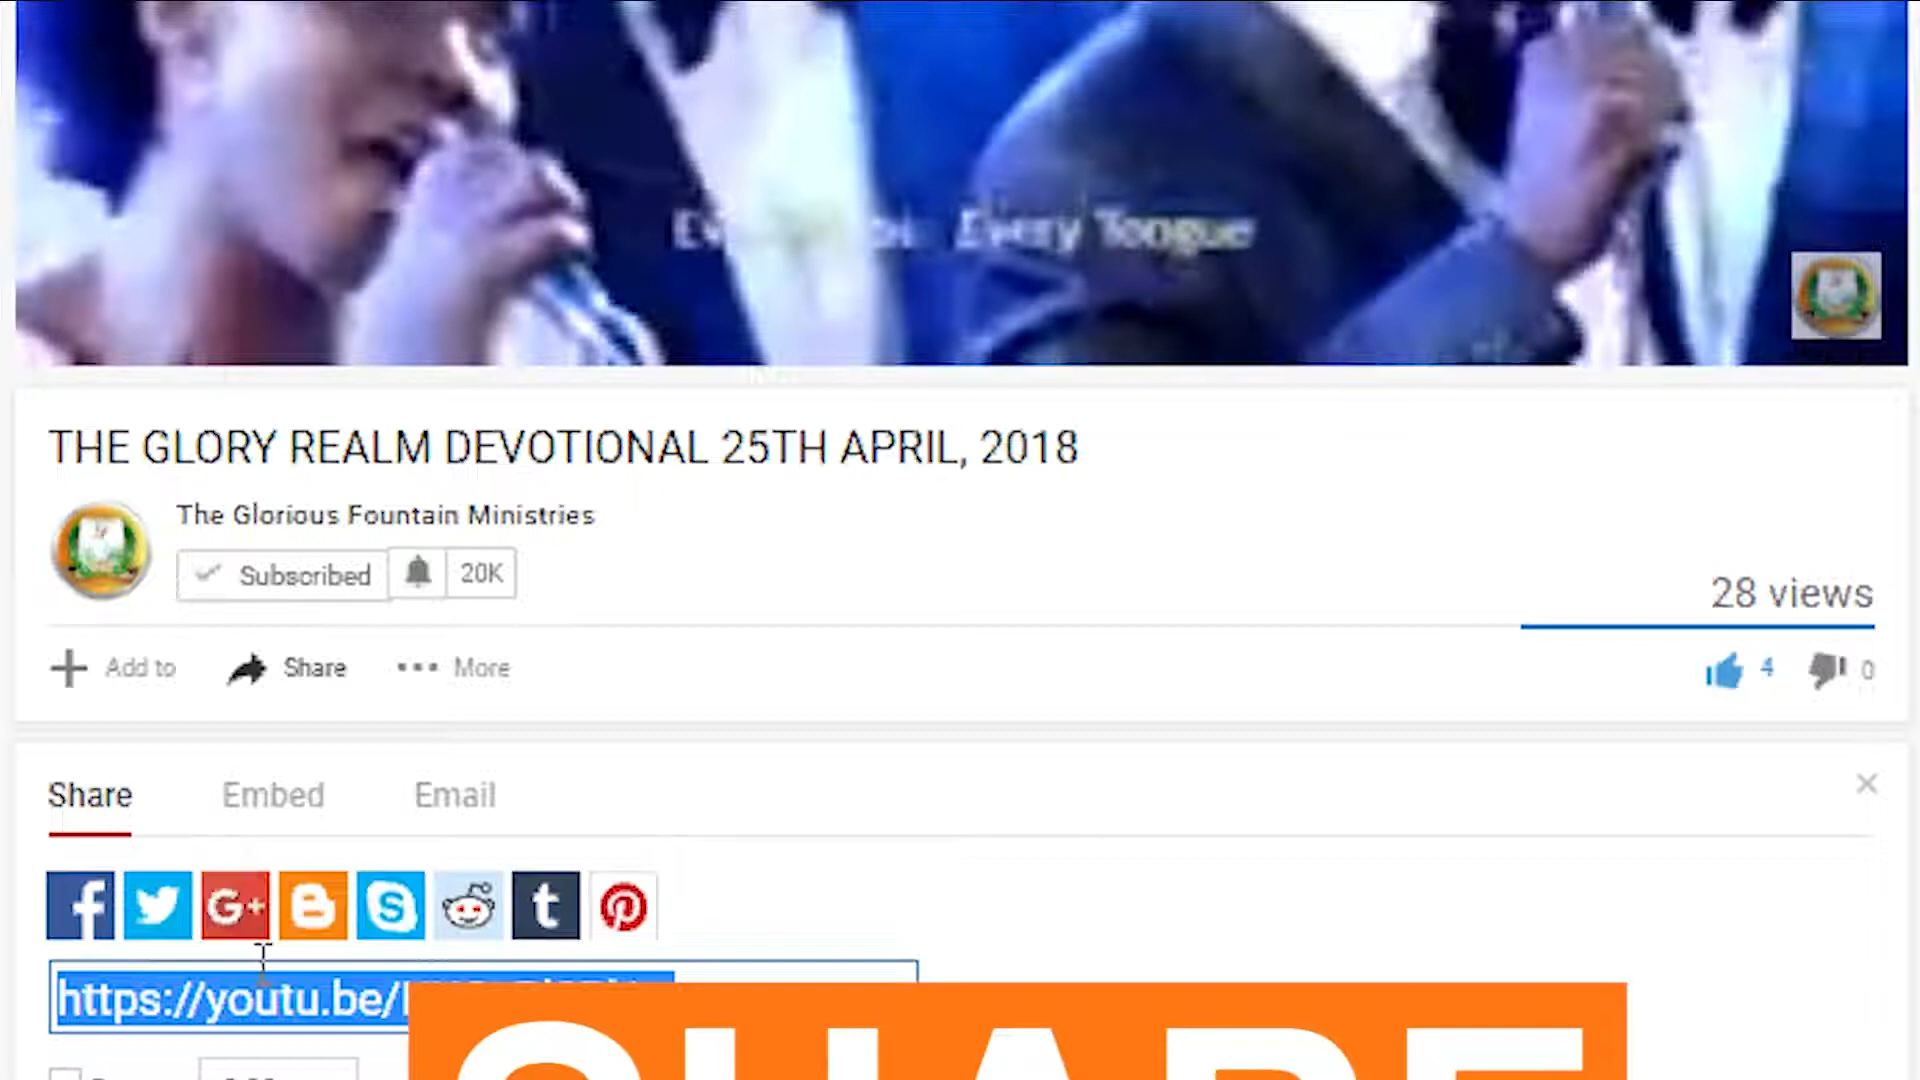 Every Tongue
THE GLORY REALM DEVOTIONAL 25TH APRIL, 2018
The Glorious Fountain Ministries
Subscribed 20K
28 views
Add to Share More
4 0
Share Embed Email
https://youtu.be/
SHARE